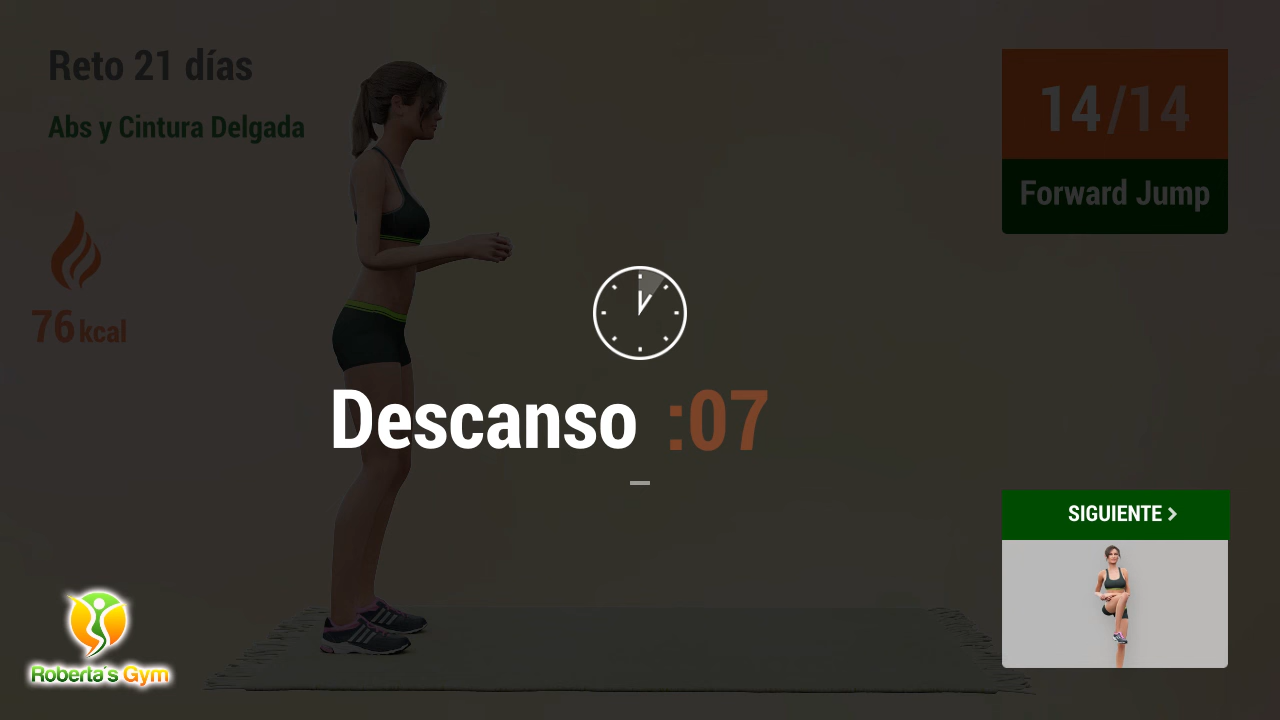 Reto 21 días
Abs y Cintura Delgada
14/14
Forward Jump
76 kcal
Descanso :07
SIGUIENTE >
Roberta´s Gym